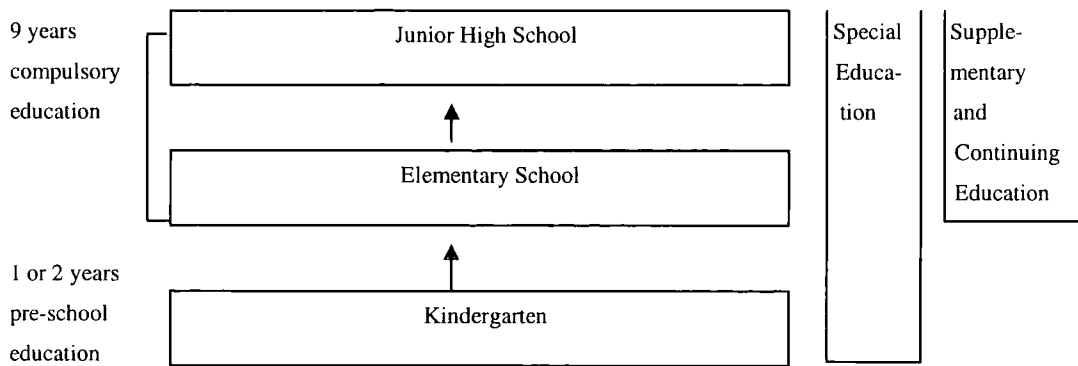 9 years
compulsory
education
Junior High School
Elementary School
1 or 2 years
pre-school
education
Kindergarten
Special
Educa-
tion
Supple-
mentary
and
Continuing
Education